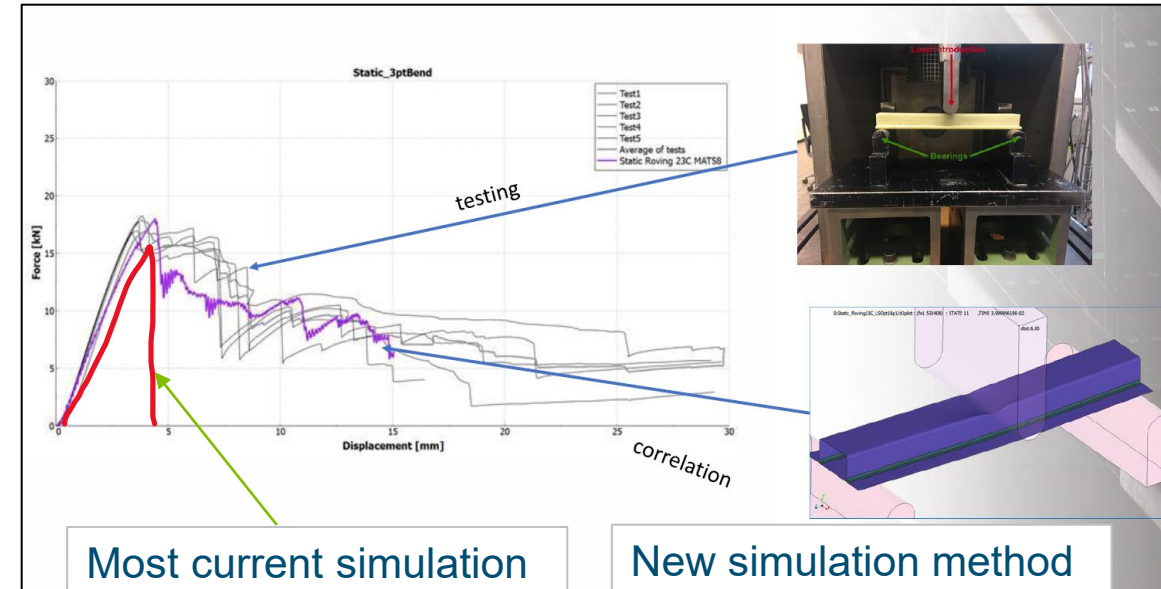 Static_3ptBend
Test1
Test2
Test3
Test4
Test5
Average of tests
Static Roving 23C MAT58
30
25
20
15
10
5
0
Force [kN]
0 5 10 15 20 25 30
Displacement [mm]
testing
correlation
Load introduction
Bearings
Most current simulation
New simulation method